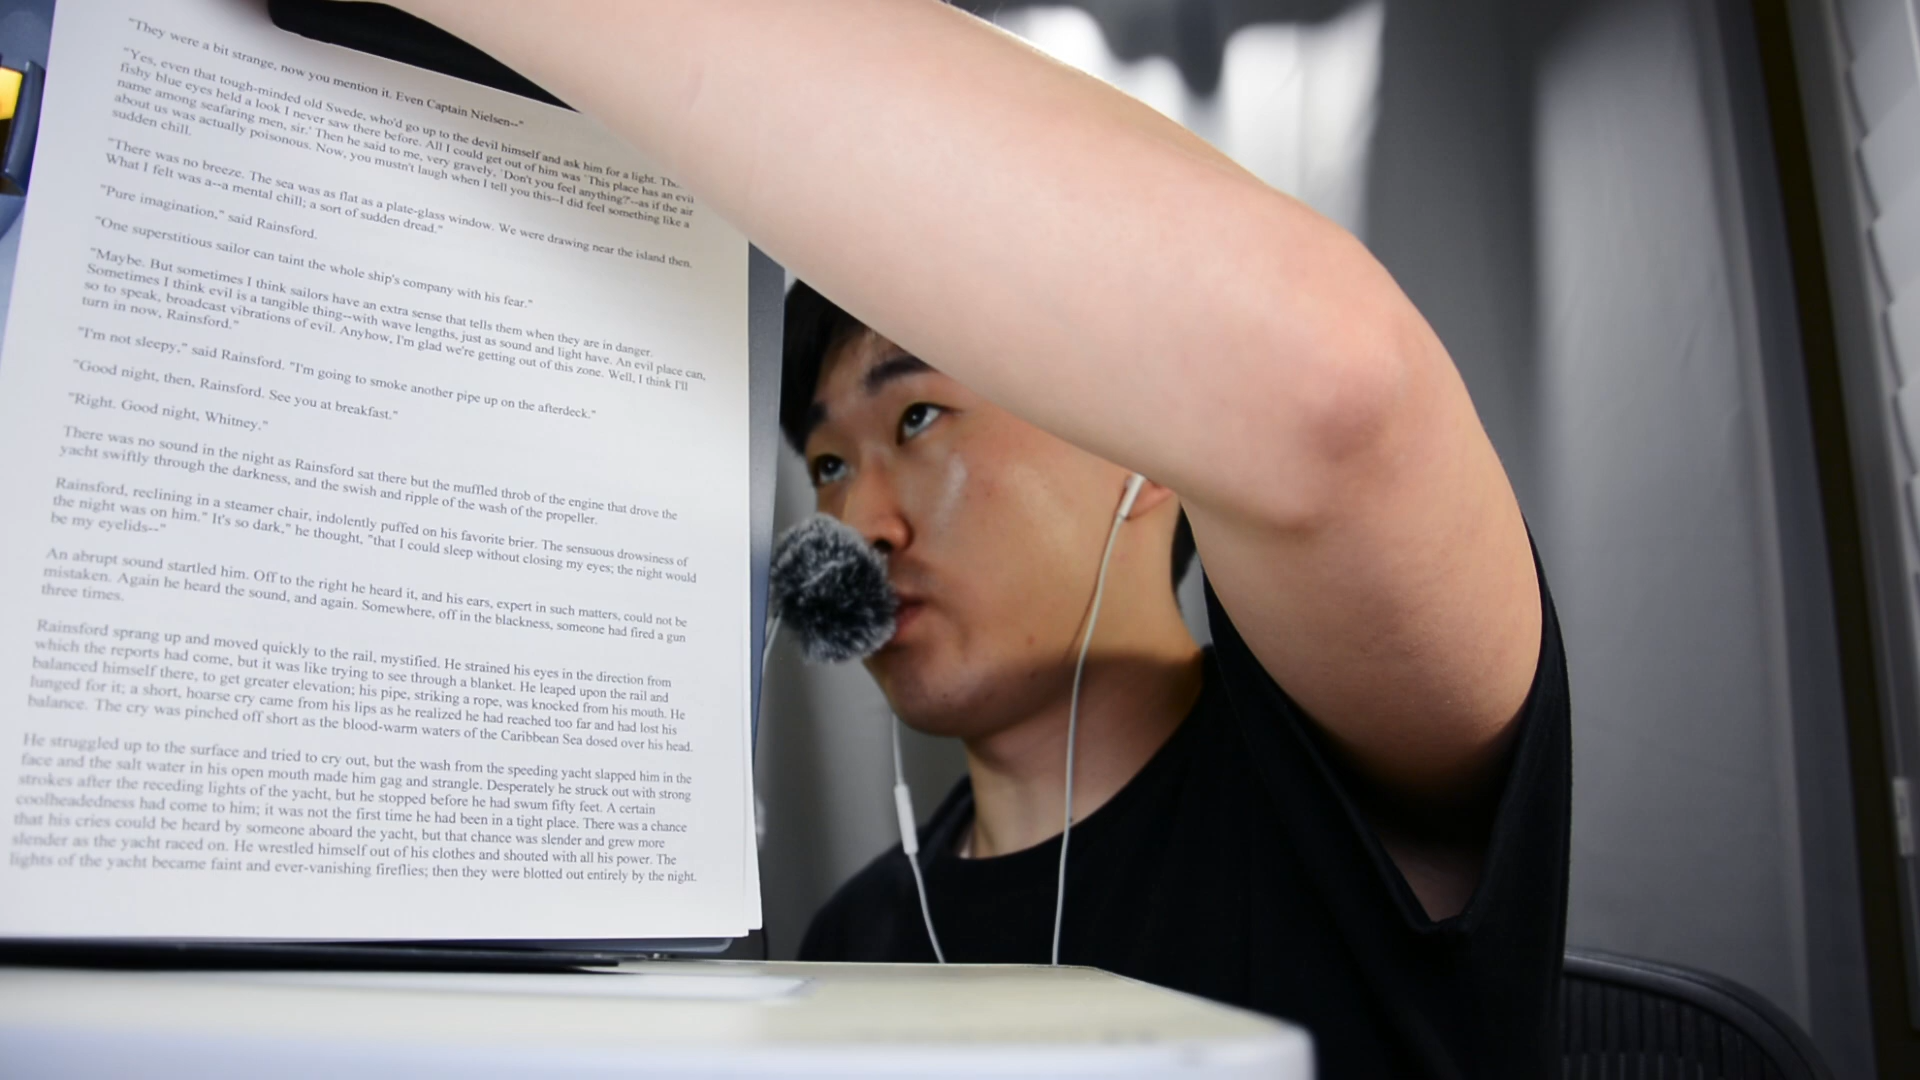 "They were a bit strange, now you mention it. Even Captain Nielsen--"
"Yes, even that tough-minded old Swede, who'd go up to the devil himself and ask him for a light.
fishy blue eyes held a look I never saw there before. All I could get out of him was 'This place has an evil
name among seafaring men, sir.' Then he said to me, very gravely, 'Don't you feel anything?'--as if the air
about us was actually poisonous. Now, you mustn't laugh when I tell you this--I did feel something like a
sudden chill.
"There was no breeze. The sea was as flat as a plate-glass window. We were drawing near the island then.
What I felt was a--a mental chill; a sort of sudden dread."
"Pure imagination," said Rainsford.
"One superstitious sailor can taint the whole ship's company with his fear."
"Maybe. But sometimes I think sailors have an extra sense that tells them when they are in danger.
Sometimes I think evil is a tangible thing--with wave lengths, just as sound and light have. An evil place can,
so to speak, broadcast vibrations of evil. Anyhow, I'm glad we're getting out of this zone. Well, I think I'll
turn in now, Rainsford."
"I'm not sleepy," said Rainsford. "I'm going to smoke another pipe up on the afterdeck."
"Good night, then, Rainsford. See you at breakfast."
"Right. Good night, Whitney."
There was no sound in the night as Rainsford sat there but the muffled throb of the engine that drove the
yacht swiftly through the darkness, and the swish and ripple of the wash of the propeller.
Rainsford, reclining in a steamer chair, indolently puffed on his favorite brier. The sensuous drowsiness of
the night was on him." It's so dark," he thought, "that I could sleep without closing my eyes; the night would
be my eyelids--"
An abrupt sound startled him. Off to the right he heard it, and his ears, expert in such matters, could not be
mistaken. Again he heard the sound, and again. Somewhere, off in the blackness, someone had fired a gun
three times.
Rainsford sprang up and moved quickly to the rail, mystified. He strained his eyes in the direction from
which the reports had come, but it was like trying to see through a blanket. He leaped upon the rail and
balanced himself there, to get greater elevation; his pipe, striking a rope, was knocked from his mouth. He
lunged for it; a short, hoarse cry came from his lips as he realized he had reached too far and had lost his
balance. The cry was pinched off short as the blood-warm waters of the Caribbean Sea dosed over his head.
He struggled up to the surface and tried to cry out, but the wash from the speeding yacht slapped him in the
face and the salt water in his open mouth made him gag and strangle. Desperately he struck out with strong
strokes after the receding lights of the yacht, but he stopped before he had swum fifty feet. A certain
coolheadedness had come to him; it was not the first time he had been in a tight place. There was a chance
that his cries could be heard by someone aboard the yacht, but that chance was slender and grew more
slender as the yacht raced on. He wrestled himself out of his clothes and shouted with all his power. The
lights of the yacht became faint and ever-vanishing fireflies; then they were blotted out entirely by the night.